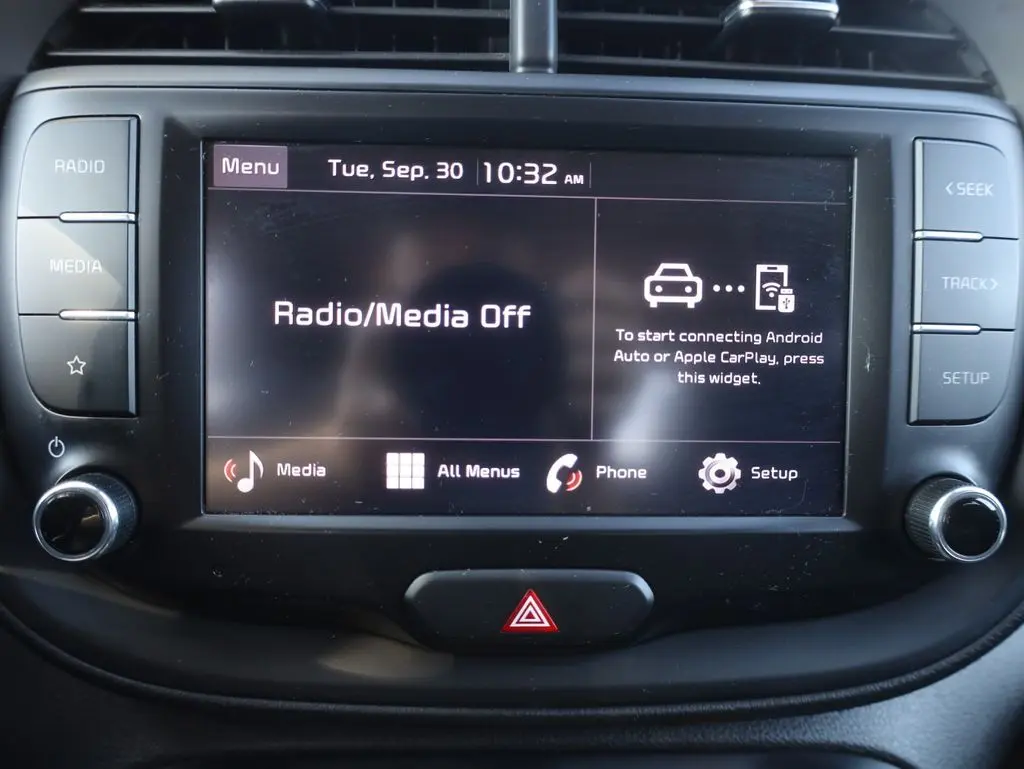 RADIO
MEDIA
Menu
Tue, Sep. 30
10:32 AM
Radio/Media Off
To start connecting Android
Auto or Apple CarPlay, press
this widget.
Media
All Menus
Phone
Setup
<SEEK
TRACK>
SETUP